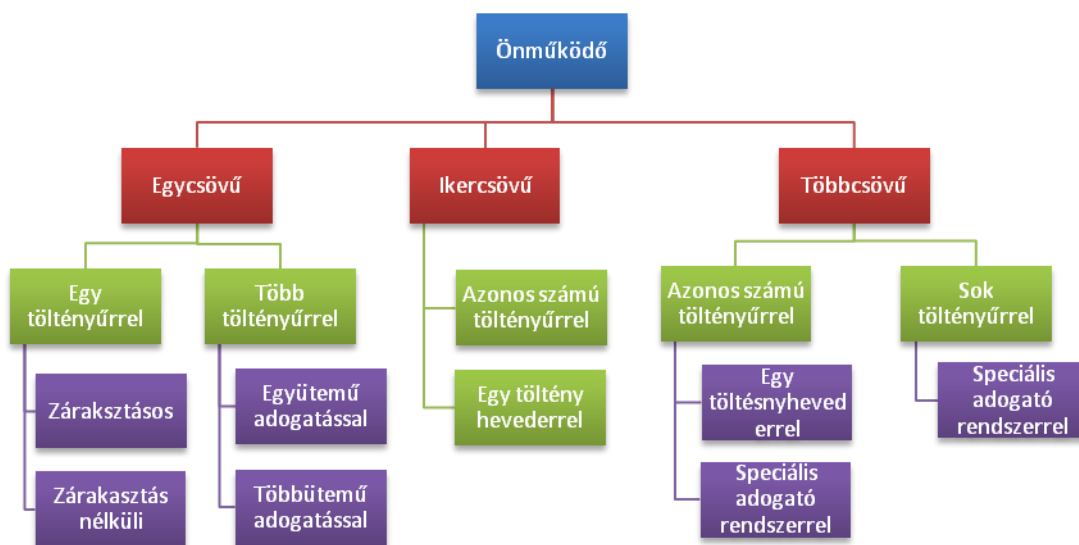 Önműködő
Egycsövű
Ikercsövű
Többcsövű
Egy
töltényűrrel
Több
töltényűrrel
Azonos számú
töltényűrrel
Azonos számú
töltényűrrel
Sok
töltényűrrel
Záraksztásos
Együtemű
adogatással
Egy töltény
hevederrel
Egy
töltésnyheved
errel
Speciális
adogató
rendszerrel
Zárakasztás
nélküli
Többütemű
adogatással
Speciális
adogató
rendszerrel